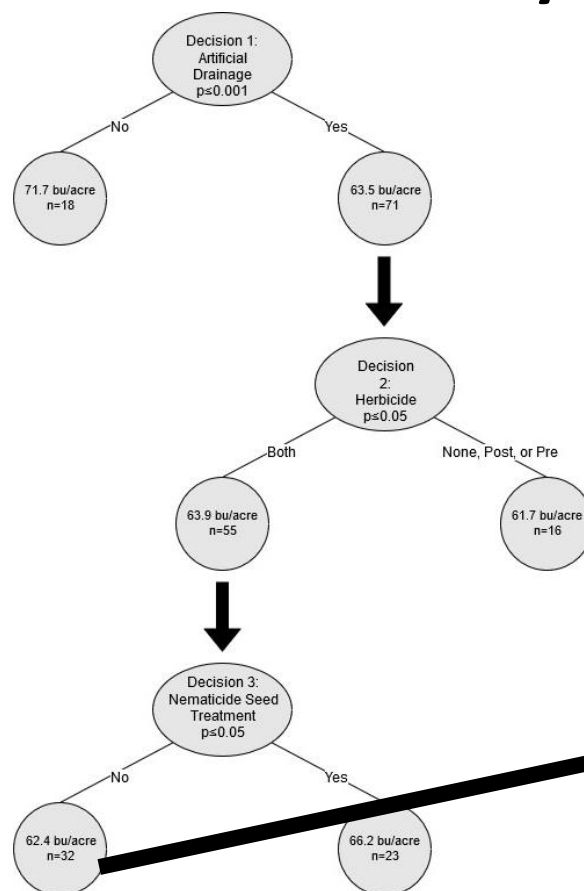 Decision 1:
Artificial
Drainage
p≤0.001
No
Yes
71.7 bu/acre
n=18
63.5 bu/acre
n=71
Decision
2:
Herbicide
p≤0.05
Both
None, Post, or Pre
63.9 bu/acre
n=55
61.7 bu/acre
n=16
Decision 3:
Nematicide Seed
Treatment
p≤0.05
No
Yes
62.4 bu/acre
n=32
66.2 bu/acre
n=23